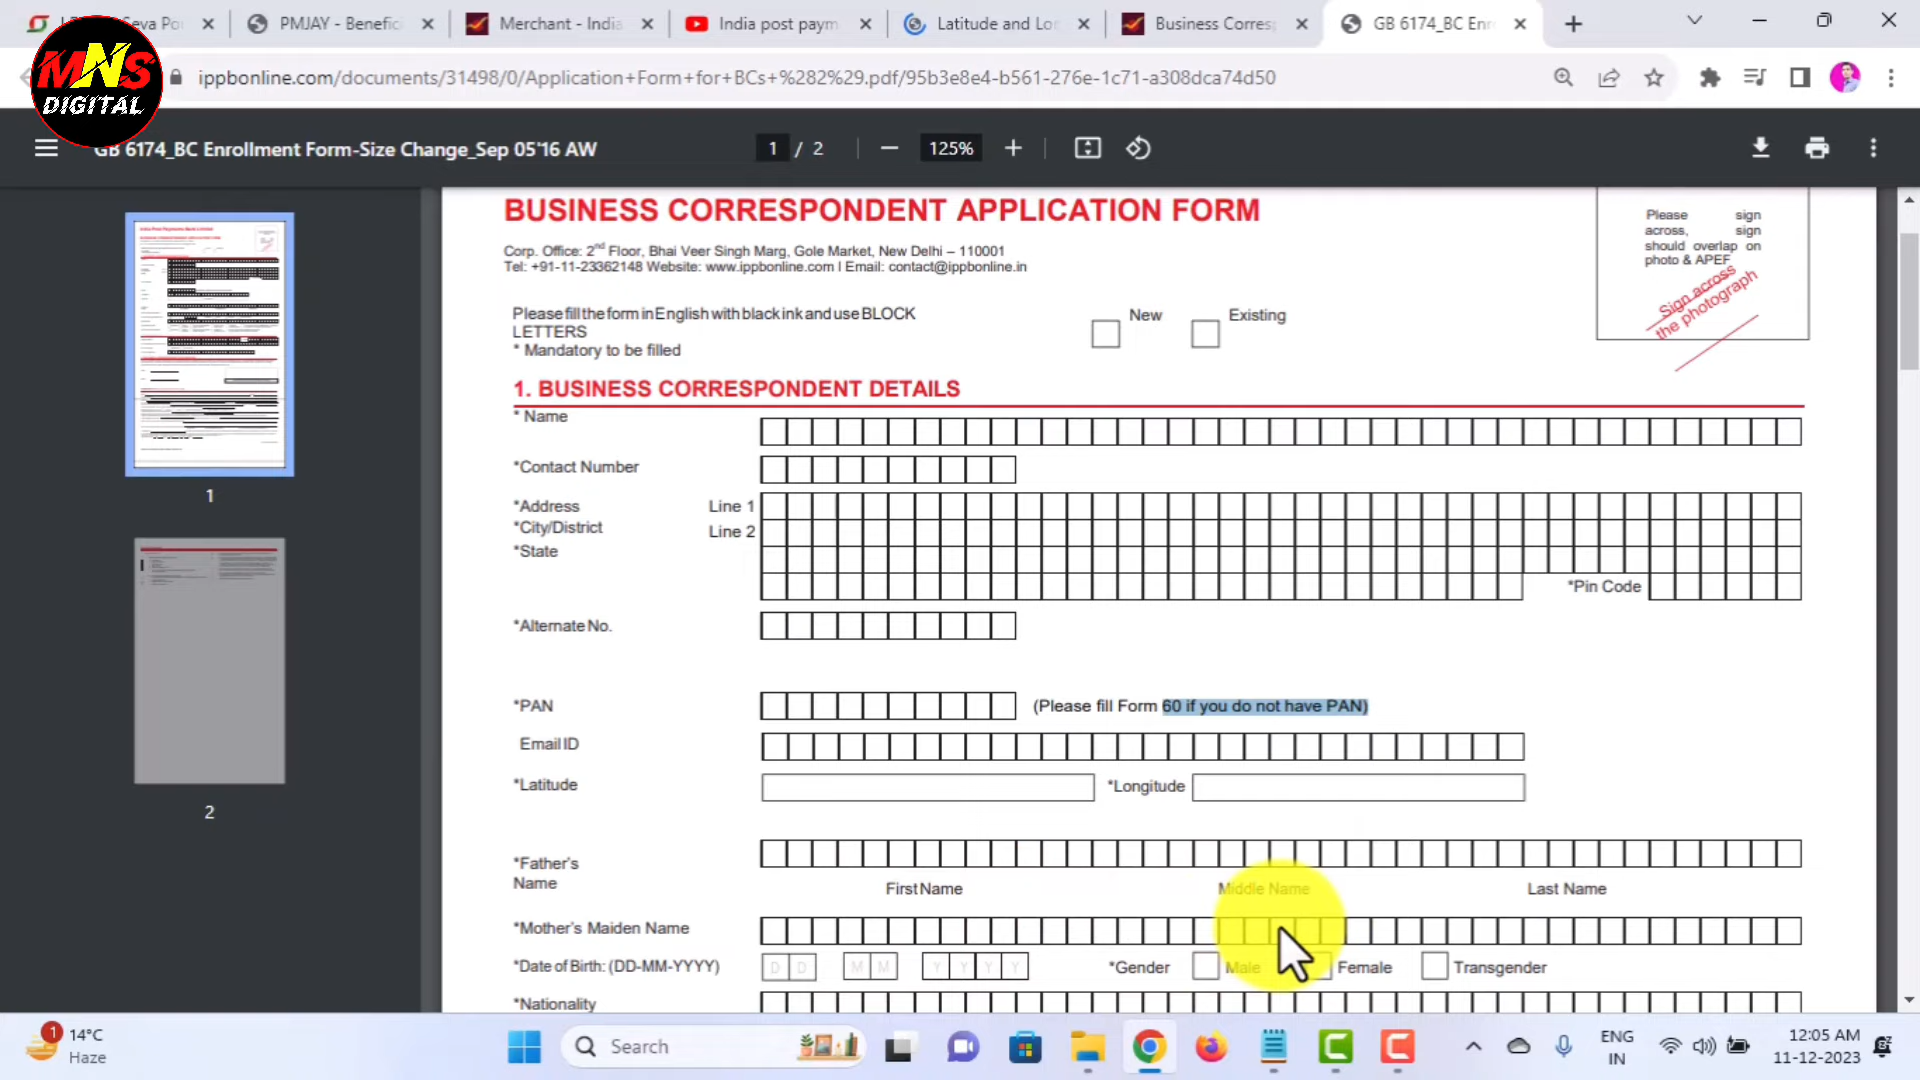 Seva Po
PMJAY - Benefici
Merchant - India
India post paym
Latitude and Lo
Business Corres
GB 6174_BC En
MNS
DIGITAL
ippbonline.com/documents/31498/0/Application+Form+for+BCs+%282%29.pdf/95b3e8e4-b561-276e-1c71-a308dca74d50
GB 6174_BC Enrollment Form-Size Change_Sep 05'16 AW
1 / 2
125%
1
2
BUSINESS CORRESPONDENT APPLICATION FORM
Corp. Office: 2nd Floor, Bhai Veer Singh Marg, Gole Market, New Delhi – 110001
Tel: +91-11-23362148 Website: www.ippbonline.com I Email: contact@ippbonline.in
Please sign
across, sign
should overlap on
photo & APEF
Sign across
the photograph
Please fill the form in English with black ink and use BLOCK
LETTERS
* Mandatory to be filled
New
Existing
1. BUSINESS CORRESPONDENT DETAILS
* Name
*Contact Number
*Address Line 1
*City/District Line 2
*State
*Pin Code
*Alternate No.
*PAN (Please fill Form 60 if you do not have PAN)
Email ID
*Latitude *Longitude
*Father's
Name
First Name Middle Name Last Name
*Mother's Maiden Name
*Date of Birth: (DD-MM-YYYY) D D M M Y Y Y Y *Gender Male Female Transgender
*Nationality
1
14°C
Haze
Search
ENG
IN
12:05 AM
11-12-2023